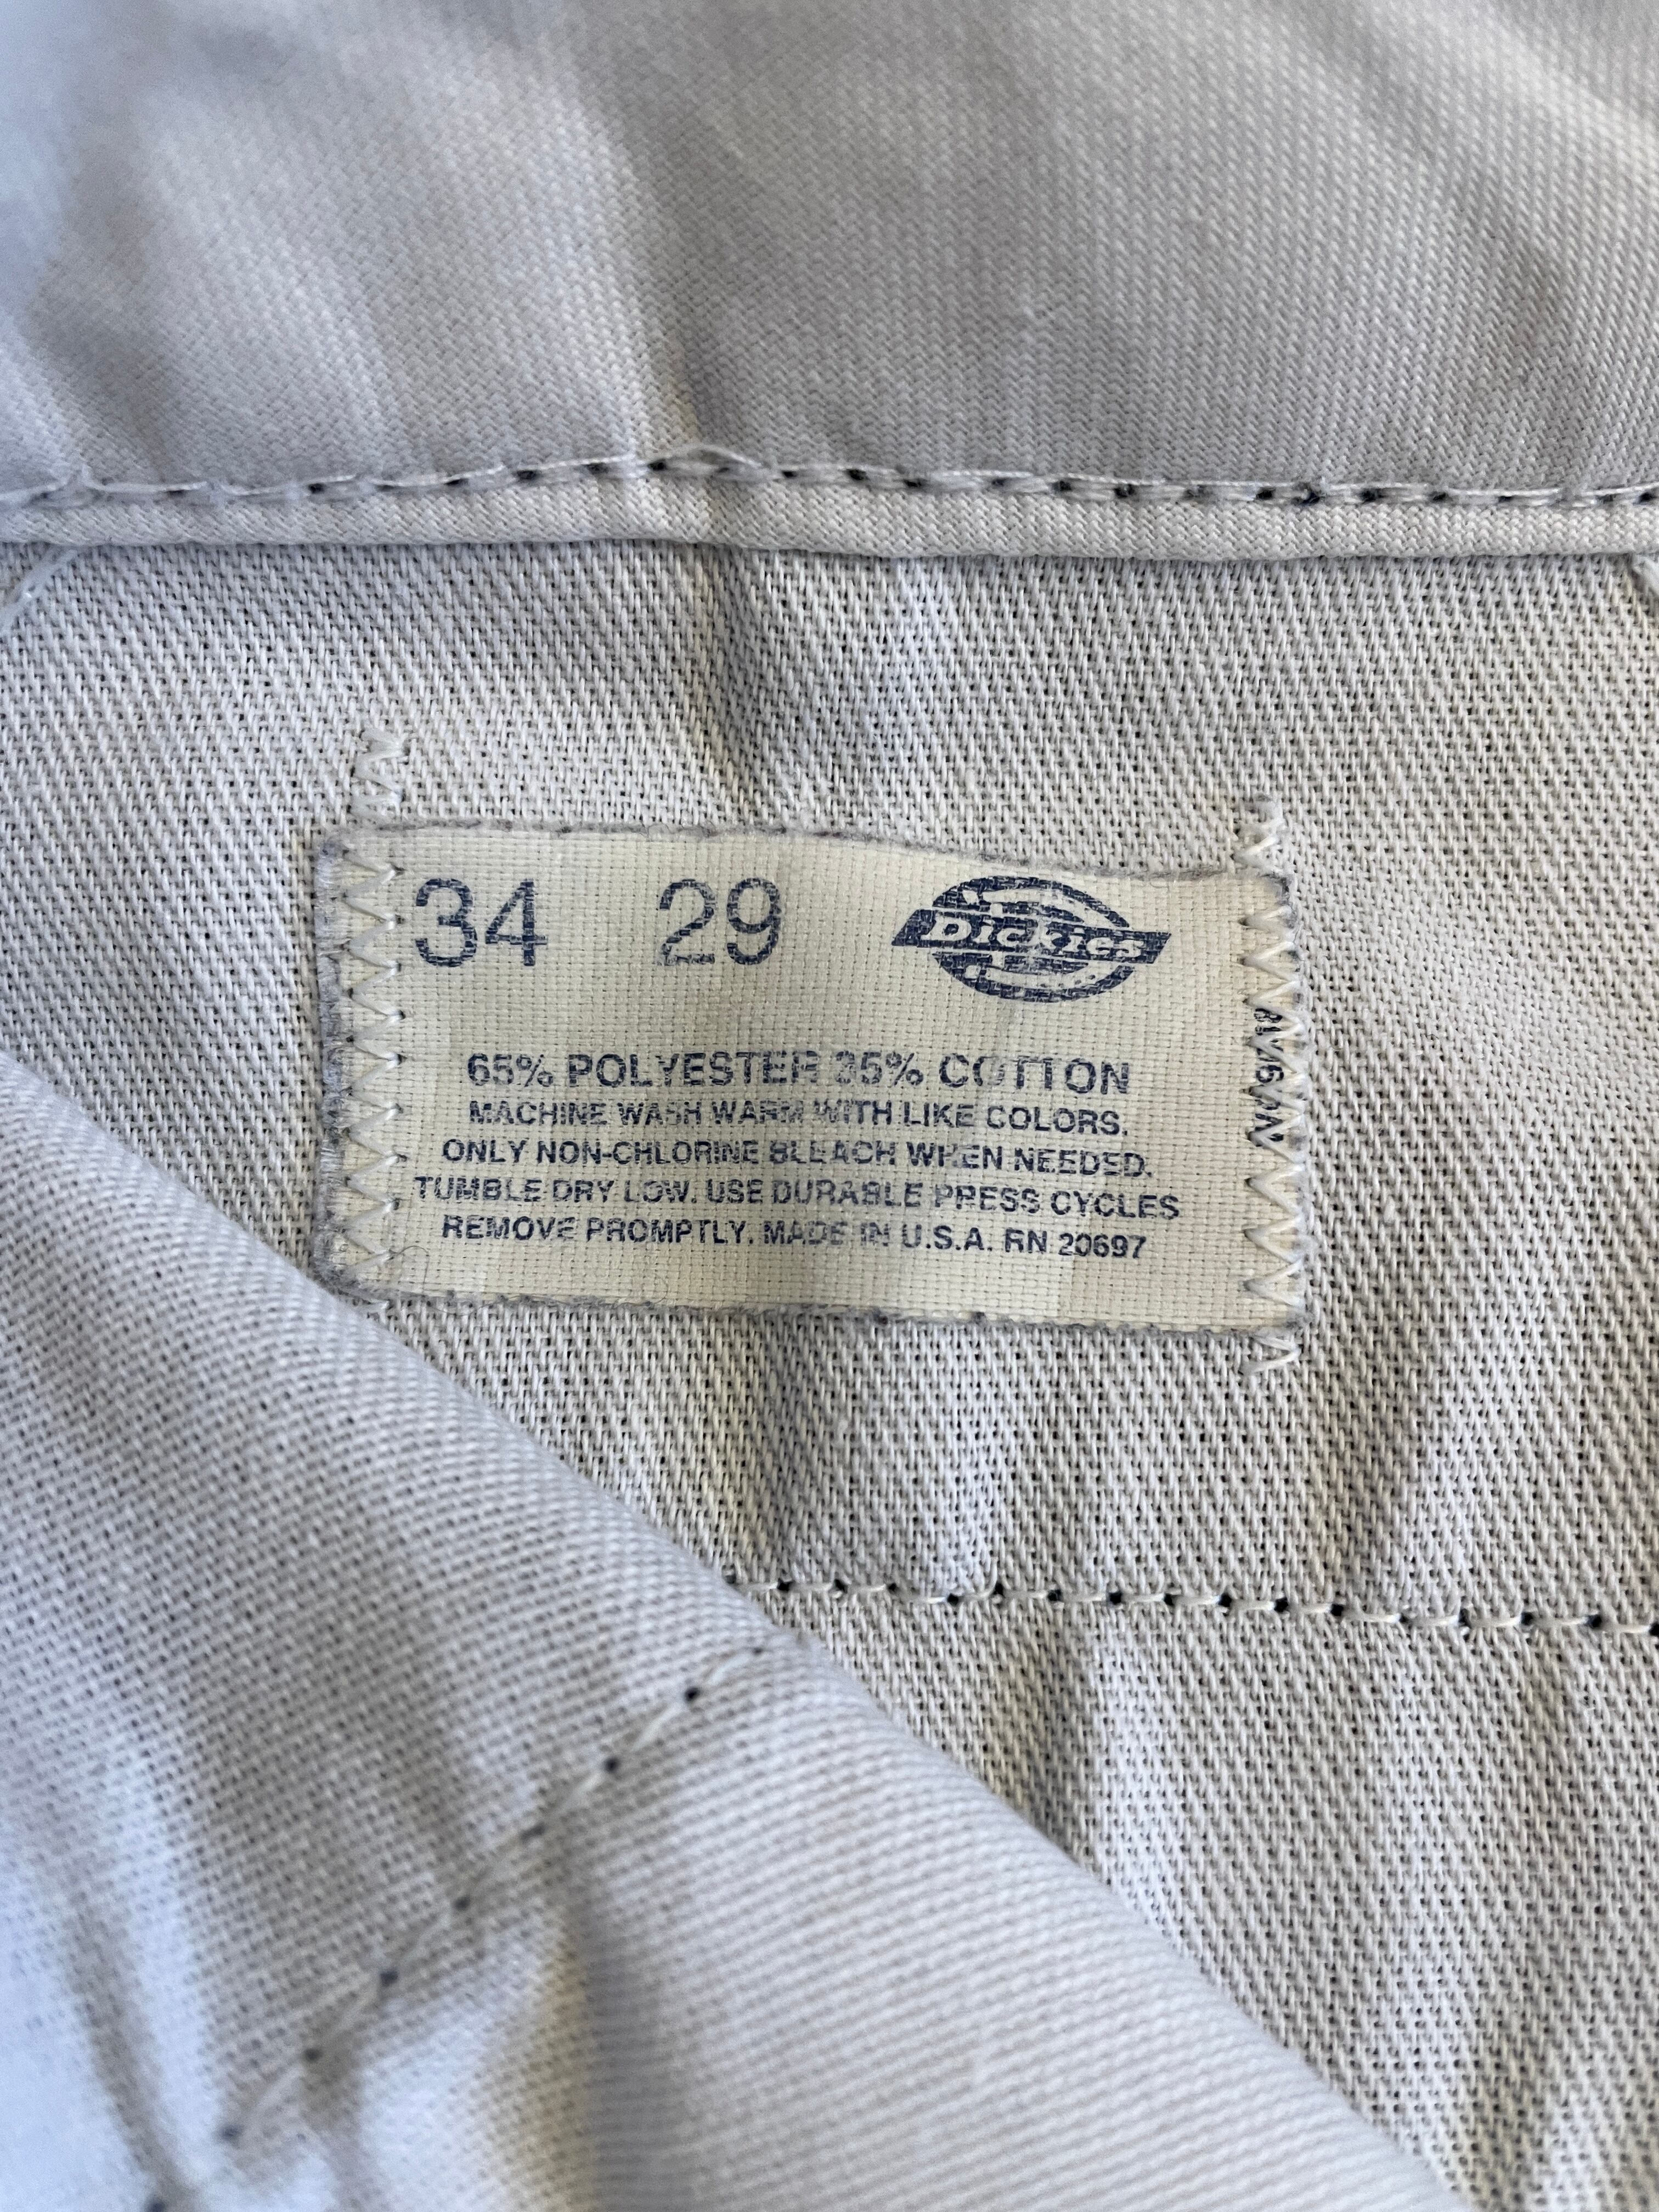 34 29 Dickies
65% POLYESTER 35% COTTON
MACHINE WASH WARM WITH LIKE COLORS.
ONLY NON-CHLORINE BLEACH WHEN NEEDED.
TUMBLE DRY LOW. USE DURABLE PRESS CYCLES
REMOVE PROMPTLY. MADE IN U.S.A. RN 20697